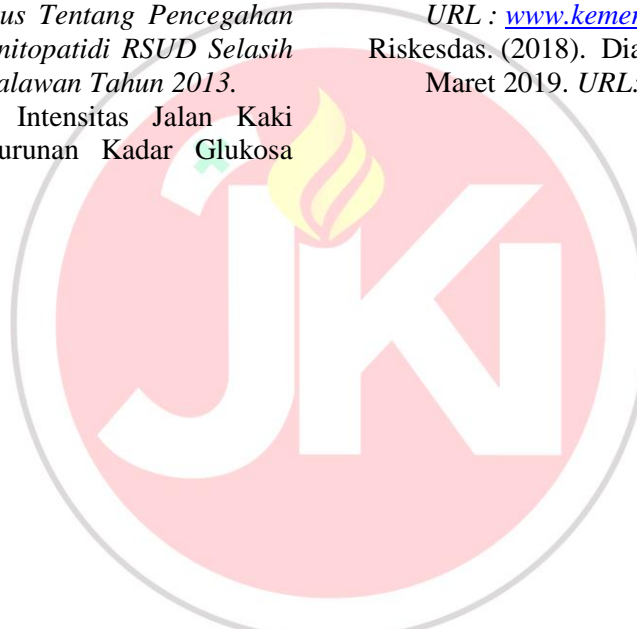 us Tentang Pencegahan
nitopatidi RSUD Selasih
alawan Tahun 2013.
Intensitas Jalan Kaki
urunan Kadar Glukosa
URL : www.kemen
Riskesdas. (2018). Dia
Maret 2019. URL:
JKI